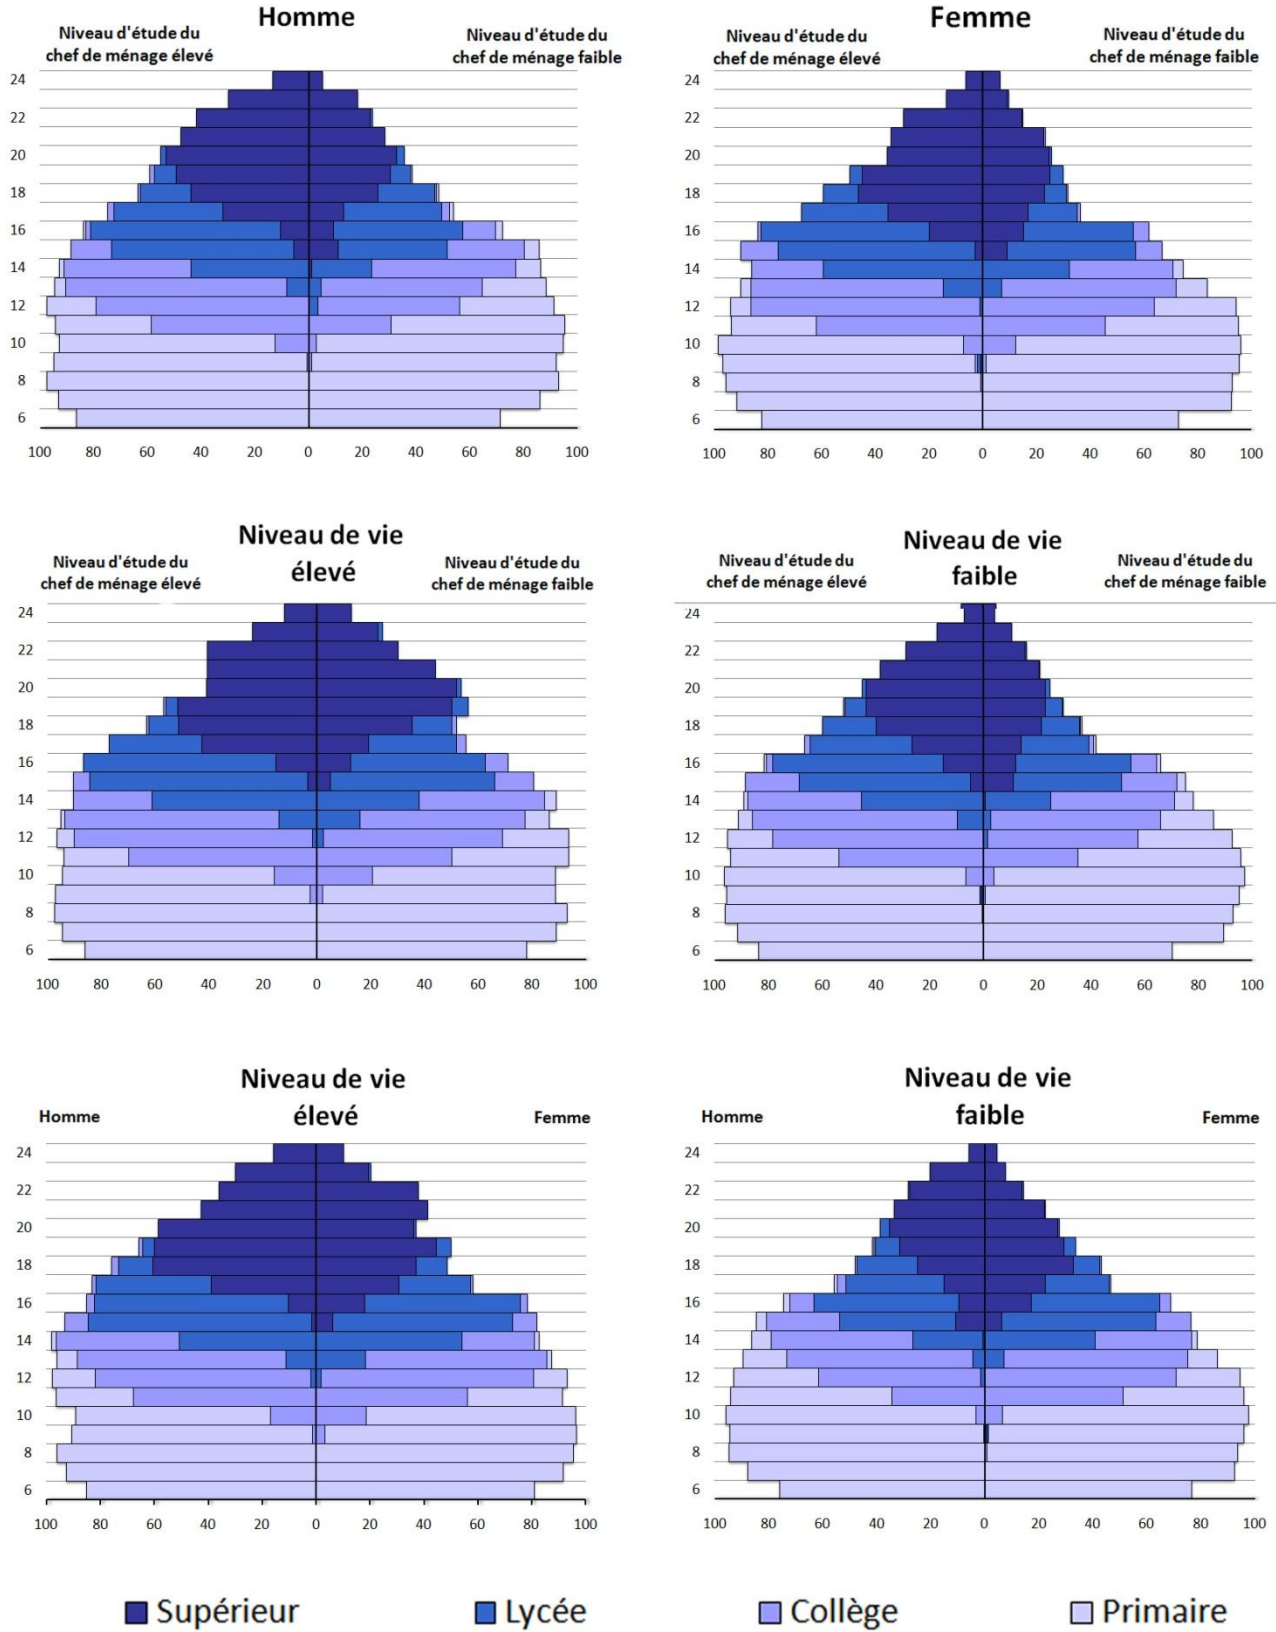 Homme
Niveau d'étude du
chef de ménage élevé
Niveau d'étude du
chef de ménage faible
24
22
20
18
16
14
12
10
8
6
100 80 60 40 20 0 20 40 60 80 100
Femme
Niveau d'étude du
chef de ménage élevé
Niveau d'étude du
chef de ménage faible
24
22
20
18
16
14
12
10
8
6
100 80 60 40 20 0 20 40 60 80 100
Niveau de vie
élevé
Niveau d'étude du
chef de ménage élevé
Niveau d'étude du
chef de ménage faible
24
22
20
18
16
14
12
10
8
6
100 80 60 40 20 0 20 40 60 80 100
Niveau de vie
faible
Niveau d'étude du
chef de ménage élevé
Niveau d'étude du
chef de ménage faible
24
22
20
18
16
14
12
10
8
6
100 80 60 40 20 0 20 40 60 80 100
Niveau de vie
élevé
Homme
Femme
24
22
20
18
16
14
12
10
8
6
100 80 60 40 20 0 20 40 60 80 100
Niveau de vie
faible
Homme
Femme
24
22
20
18
16
14
12
10
8
6
100 80 60 40 20 0 20 40 60 80 100
Supérieur Lycée Collège Primaire